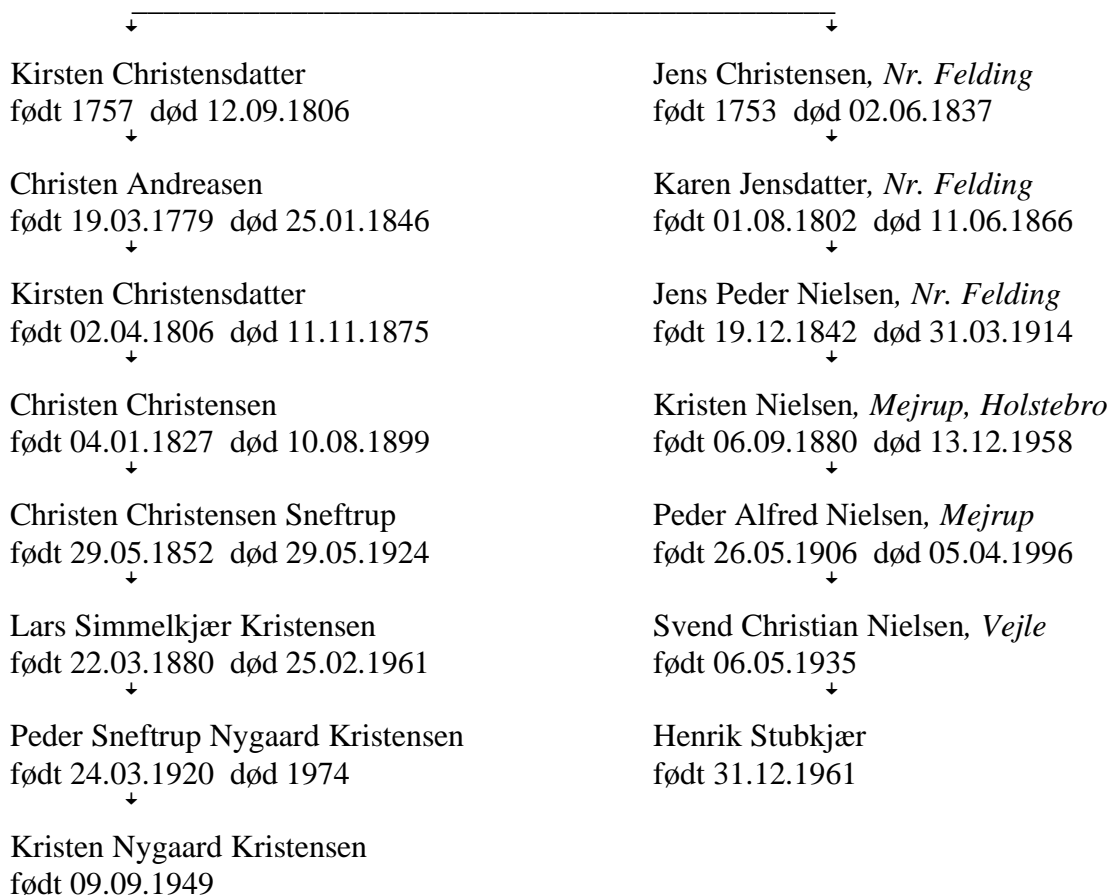 Kirsten Christensdatter
født 1757 død 12.09.1806
Christen Andreasen
født 19.03.1779 død 25.01.1846
Kirsten Christensdatter
født 02.04.1806 død 11.11.1875
Christen Christensen
født 04.01.1827 død 10.08.1899
Christen Christensen Sneftrup
født 29.05.1852 død 29.05.1924
Lars Simmelkjær Kristensen
født 22.03.1880 død 25.02.1961
Peder Sneftrup Nygaard Kristensen
født 24.03.1920 død 1974
Kristen Nygaard Kristensen
født 09.09.1949
Jens Christensen, Nr. Felding
født 1753 død 02.06.1837
Karen Jensdatter, Nr. Felding
født 01.08.1802 død 11.06.1866
Jens Peder Nielsen, Nr. Felding
født 19.12.1842 død 31.03.1914
Kristen Nielsen, Mejrup, Holstebro
født 06.09.1880 død 13.12.1958
Peder Alfred Nielsen, Mejrup
født 26.05.1906 død 05.04.1996
Svend Christian Nielsen, Vejle
født 06.05.1935
Henrik Stubkjær
født 31.12.1961